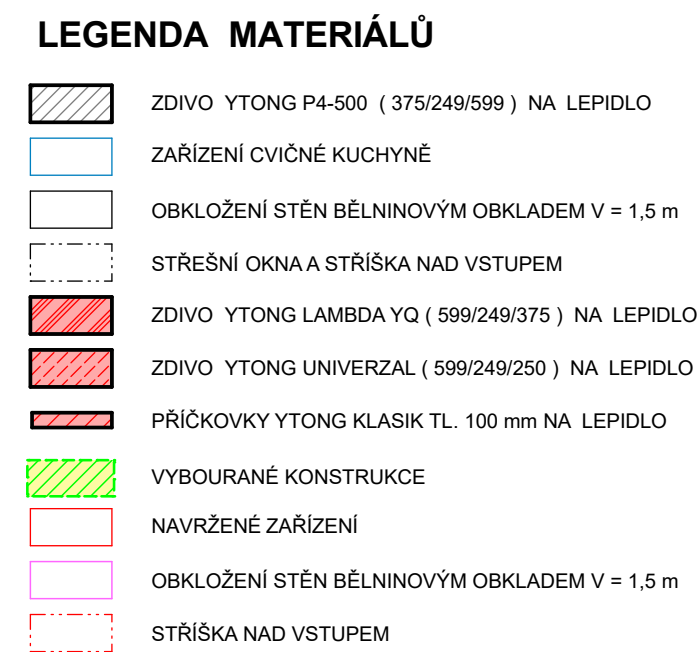 LEGENDA MATERIÁLŮ
ZDIVO YTONG P4-500 ( 375/249/599 ) NA LEPIDLO
ZAŘÍZENÍ CVIČNÉ KUCHYNĚ
OBKLOŽENÍ STĚN BĚLNINOVÝM OBKLADEM V = 1,5 m
STŘEŠNÍ OKNA A STŘÍŠKA NAD VSTUPEM
ZDIVO YTONG LAMBDA YQ ( 599/249/375 ) NA LEPIDLO
ZDIVO YTONG UNIVERZAL ( 599/249/250 ) NA LEPIDLO
PŘÍČKOVKY YTONG KLASIK TL. 100 mm NA LEPIDLO
VYBOURANÉ KONSTRUKCE
NAVRŽENÉ ZAŘÍZENÍ
OBKLOŽENÍ STĚN BĚLNINOVÝM OBKLADEM V = 1,5 m
STŘÍŠKA NAD VSTUPEM